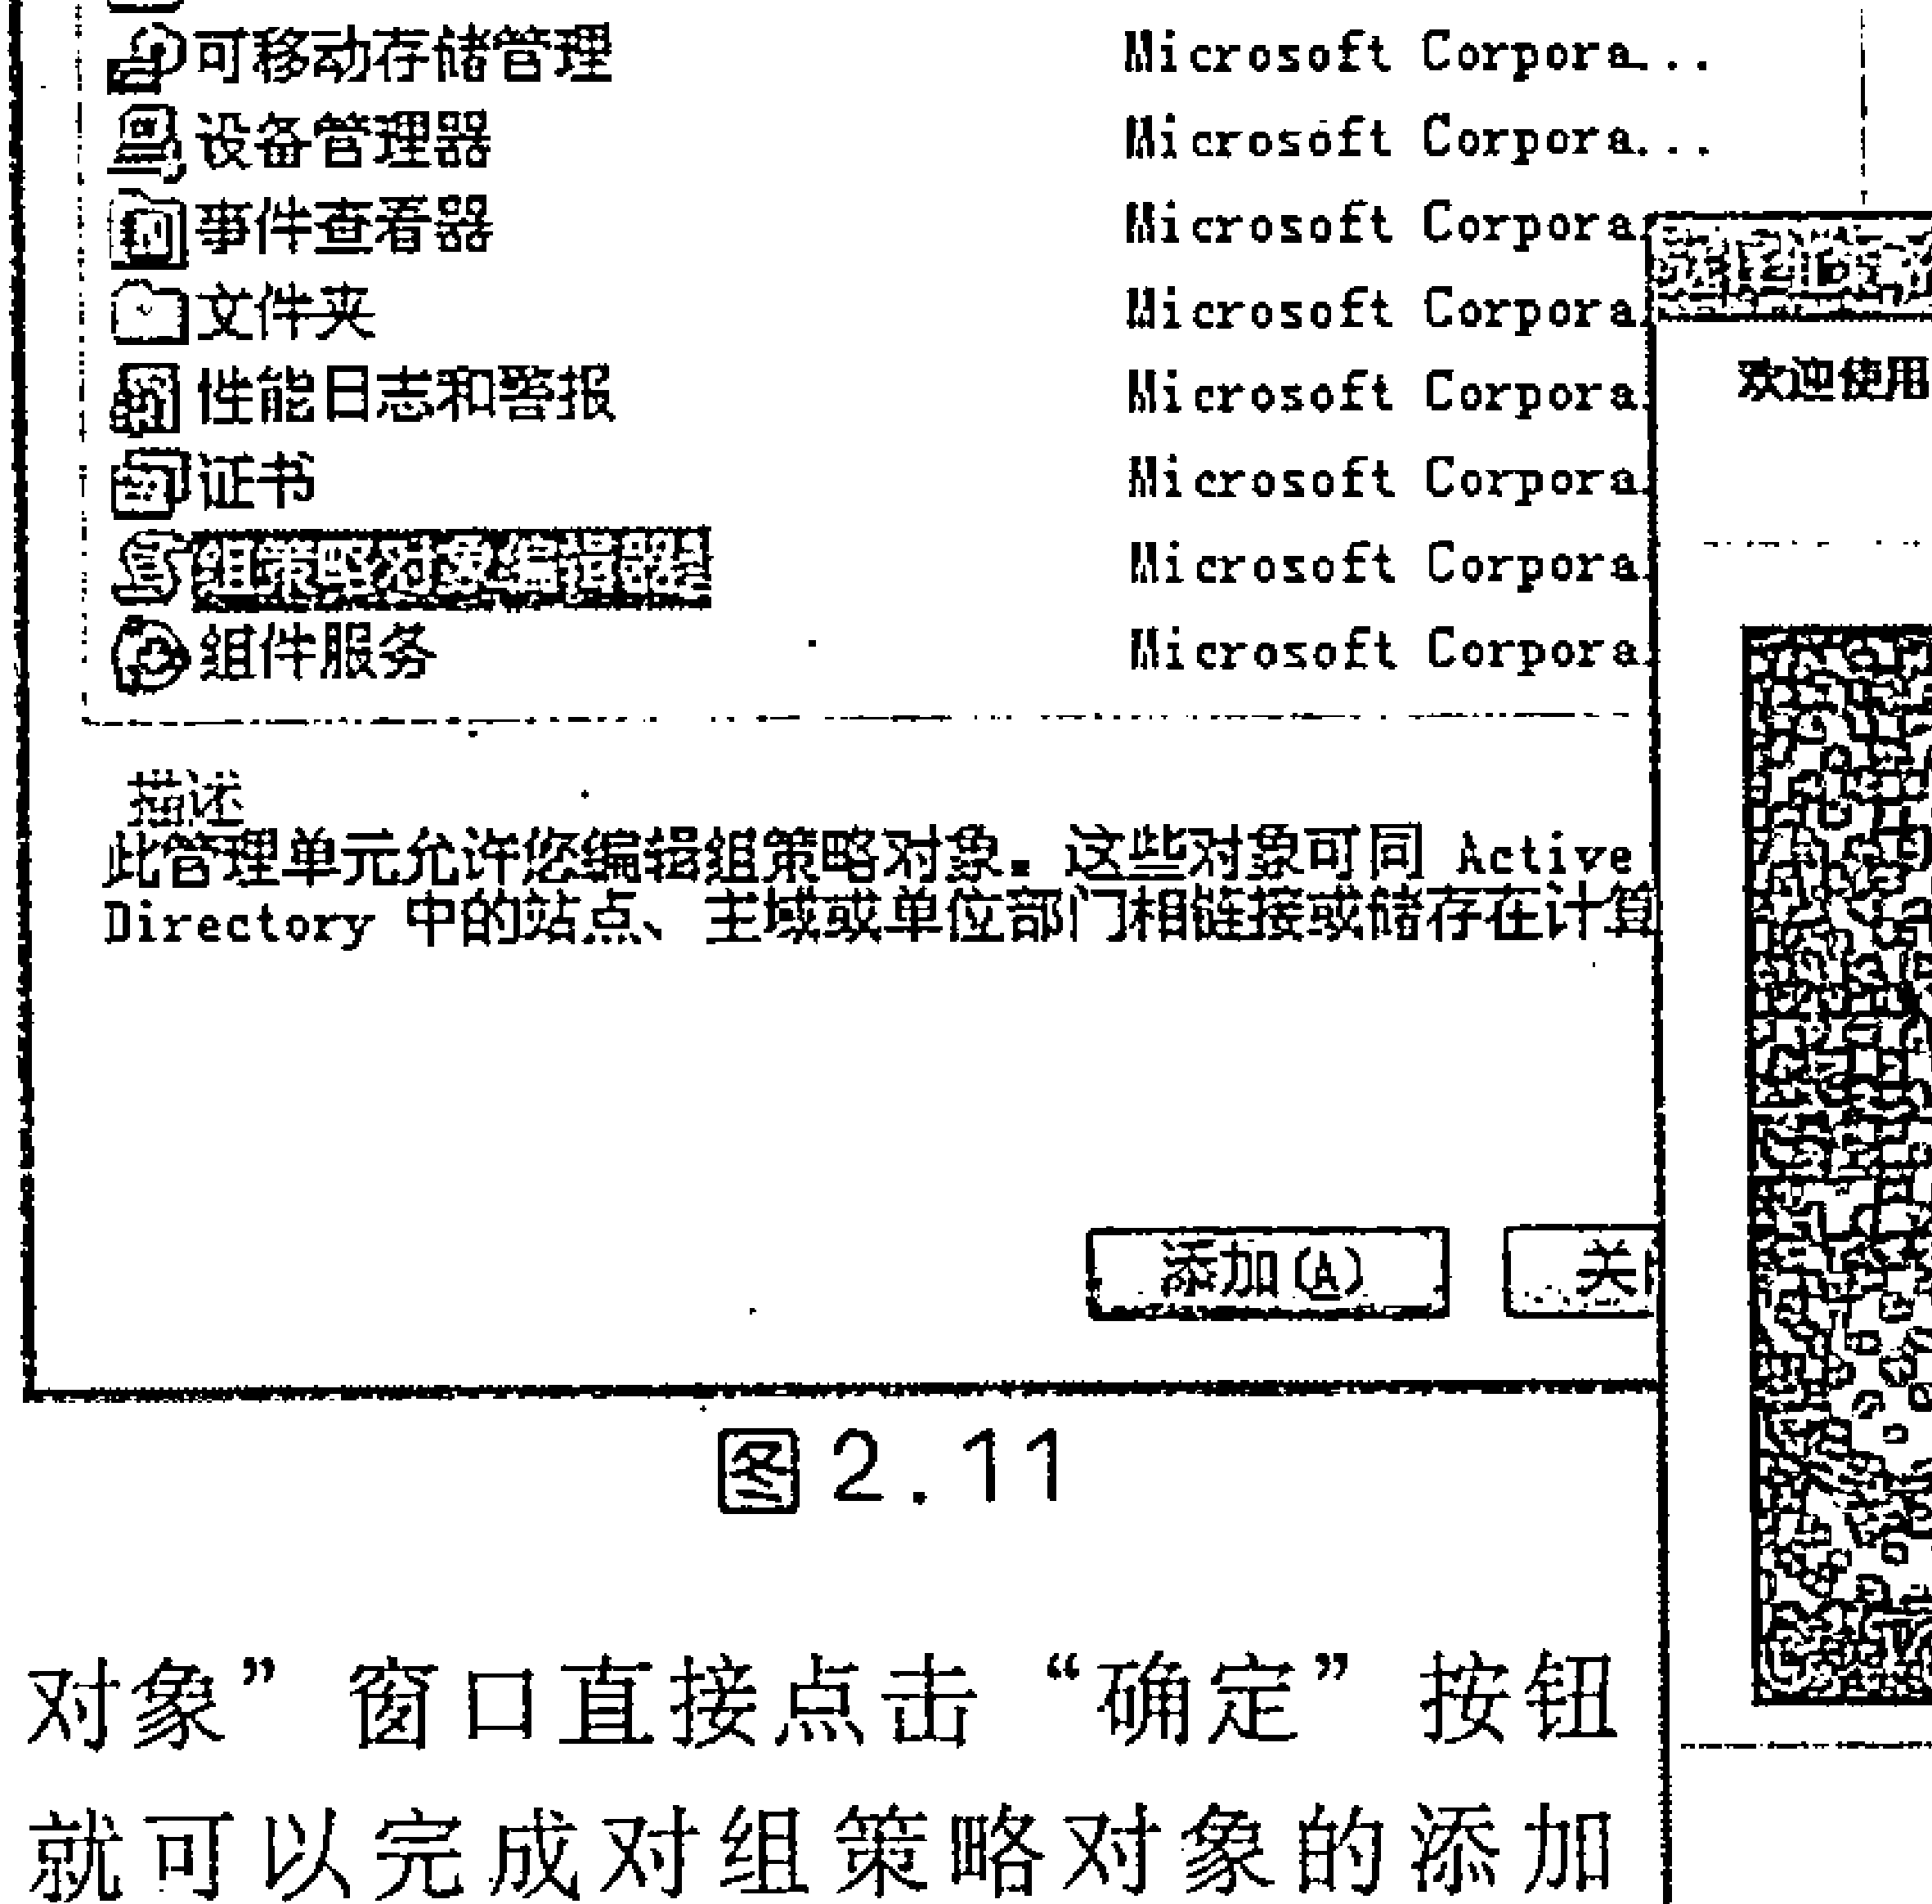 可移动存储管理 Microsoft Corpora...
设备管理器 Microsoft Corpora...
事件查看器 Microsoft Corpora
文件夹 Microsoft Corpora
性能日志和警报 Microsoft Corpora
证书 Microsoft Corpora
组策略对象编辑器 Microsoft Corpora
组件服务 Microsoft Corpora
描述
此管理单元允许您编辑组策略对象。这些对象可同 Active
Directory 中的站点、主域或单位部门相链接或储存在计算
添加(A) 关
图 2.11
对象”窗口直接点击“确定”按钮
就可以完成对组策略对象的添加
欢迎使用